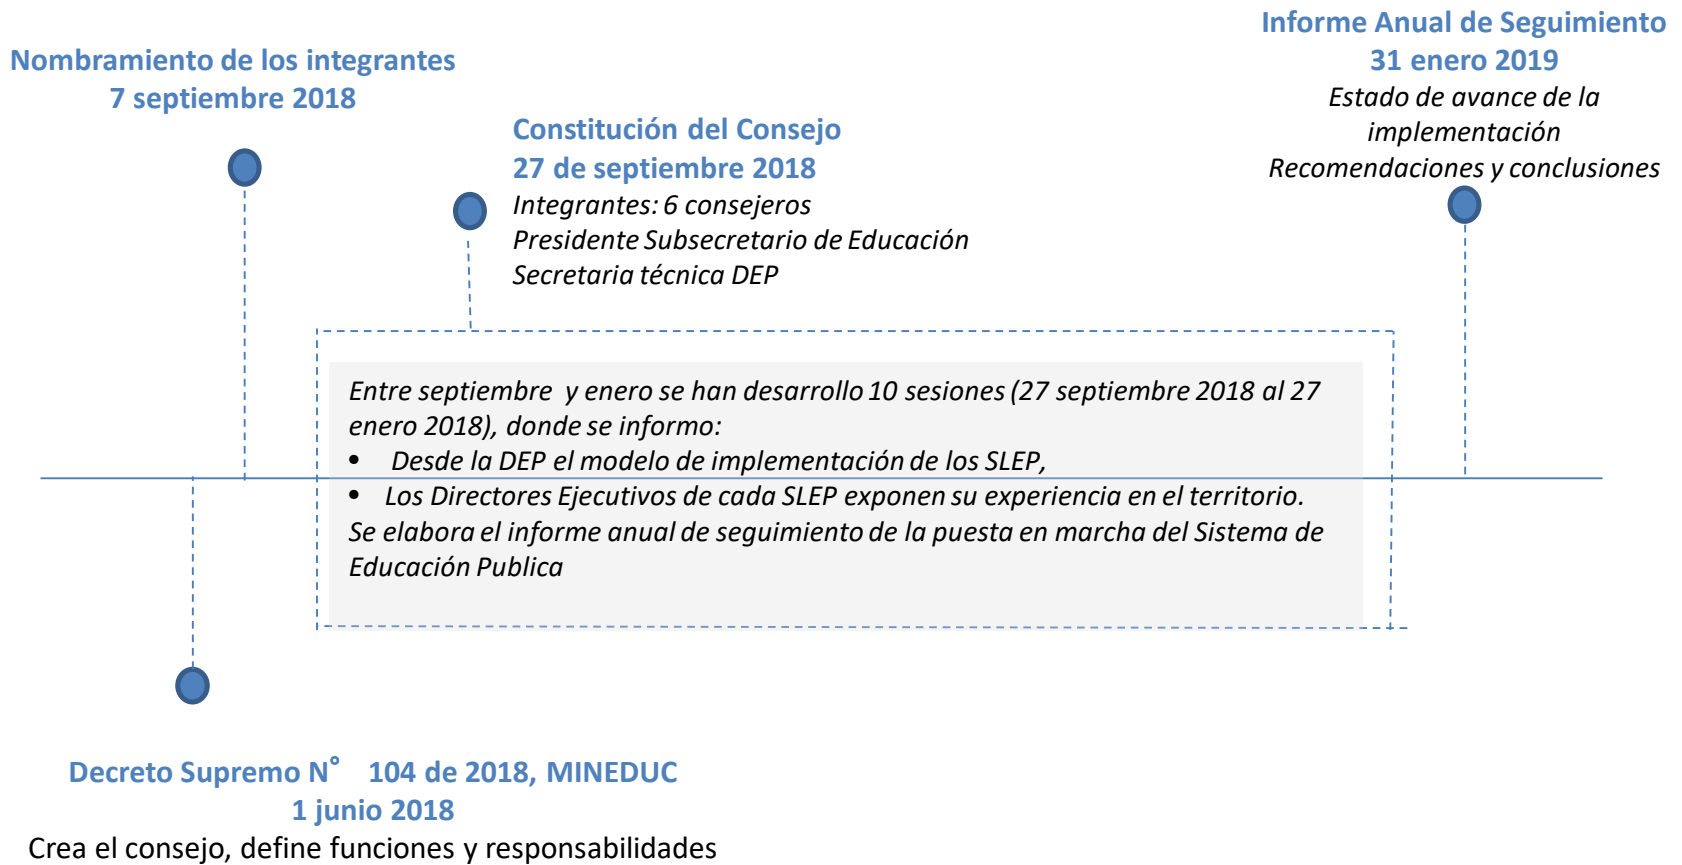 Nombramiento de los integrantes
7 septiembre 2018
Constitución del Consejo
27 de septiembre 2018
Integrantes: 6 consejeros
Presidente Subsecretario de Educación
Secretaria técnica DEP
Informe Anual de Seguimiento
31 enero 2019
Estado de avance de la
implementación
Recomendaciones y conclusiones
Entre septiembre y enero se han desarrollo 10 sesiones (27 septiembre 2018 al 27
enero 2018), donde se informo:
• Desde la DEP el modelo de implementación de los SLEP,
• Los Directores Ejecutivos de cada SLEP exponen su experiencia en el territorio.
Se elabora el informe anual de seguimiento de la puesta en marcha del Sistema de
Educación Publica
Decreto Supremo N° 104 de 2018, MINEDUC
1 junio 2018
Crea el consejo, define funciones y responsabilidades